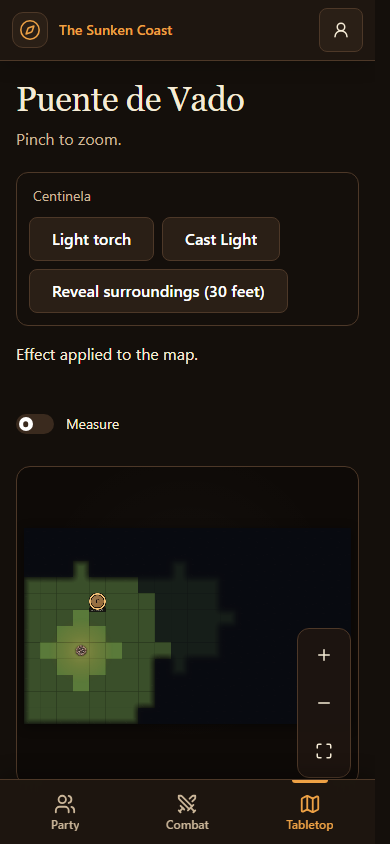 The Sunken Coast
Puente de Vado
Pinch to zoom.
Centinela
Light torch
Cast Light
Reveal surroundings (30 feet)
Effect applied to the map.
Measure
Party
Combat
Tabletop